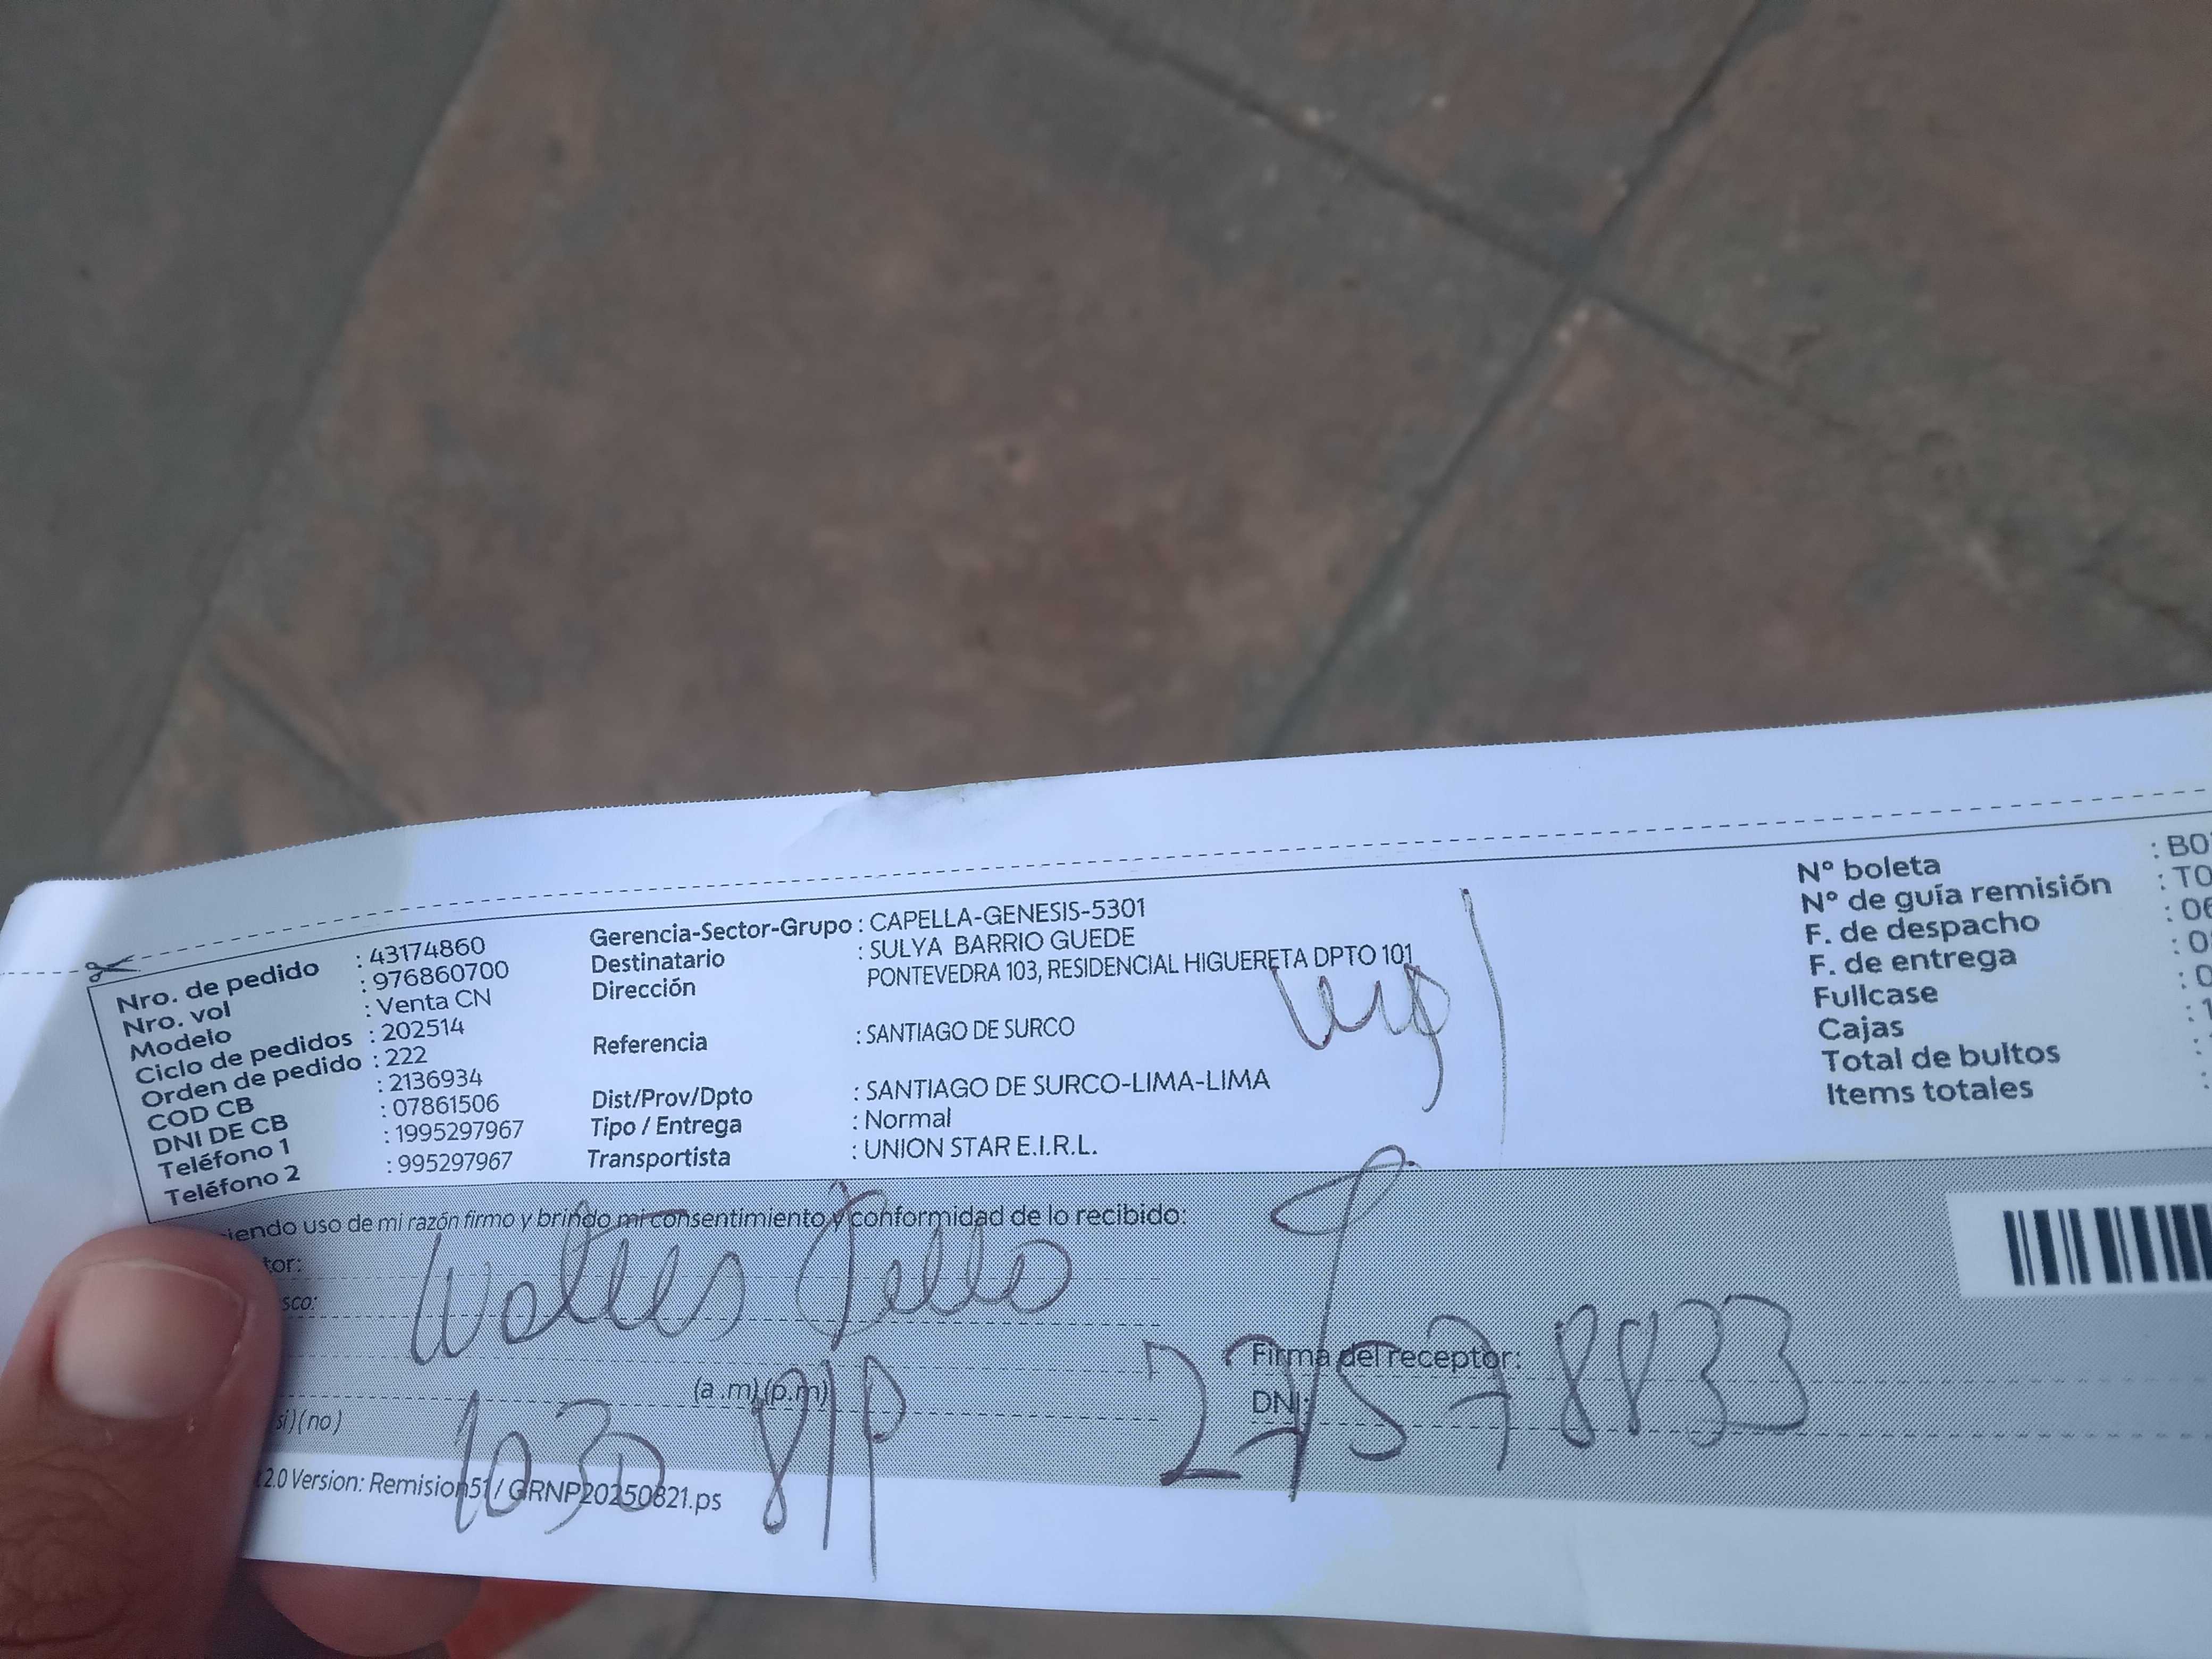 Nro. de pedido : 43174860
Nro. vol : 976860700
Modelo : Venta CN
Ciclo de pedidos : 202514
Orden de pedido : 222
COD CB : 2136934
DNI DE CB : 07861506
Teléfono 1 : 1995297967
Teléfono 2 : 995297967
Gerencia-Sector-Grupo : CAPELLA-GENESIS-5301
Destinatario : SULYA BARRIO GUEDE
Dirección PONTEVEDRA 103, RESIDENCIAL HIGUERETA DPTO 101
Referencia : SANTIAGO DE SURCO
Dist/Prov/Dpto : SANTIAGO DE SURCO-LIMA-LIMA
Tipo / Entrega : Normal
Transportista : UNION STAR E.I.R.L.
N° boleta : B0
N° de guía remisión : T0
F. de despacho : 06
F. de entrega : 0
Fullcase : 0
Cajas : 1
Total de bultos :
Items totales :
iendo uso de mi razón firmo y brindo mi consentimiento y conformidad de lo recibido:
tor:
sco:
Tello
(a.m)(p.m)
si)(no)
1030
Firma del receptor:
DNI:
2.0 Version: Remision51/ GRNP20250821.ps